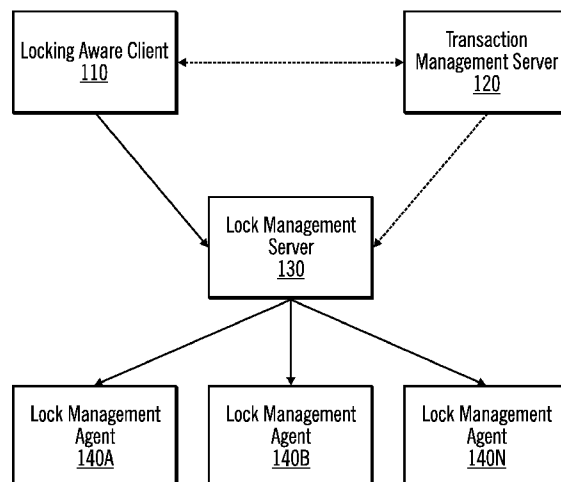 Locking Aware Client
110
Transaction
Management Server
120
Lock Management
Server
130
Lock Management
Agent
140A
Lock Management
Agent
140B
Lock Management
Agent
140N